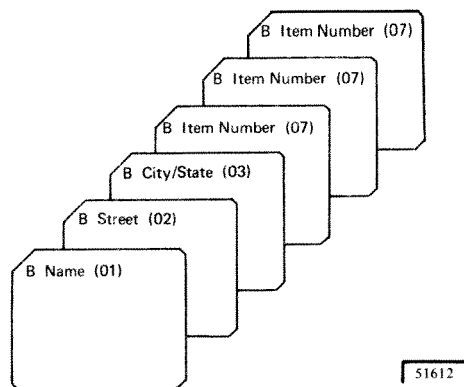 B Item Number (07)
B Item Number (07)
B Item Number (07)
B City/State (03)
B Street (02)
B Name (01)
51612